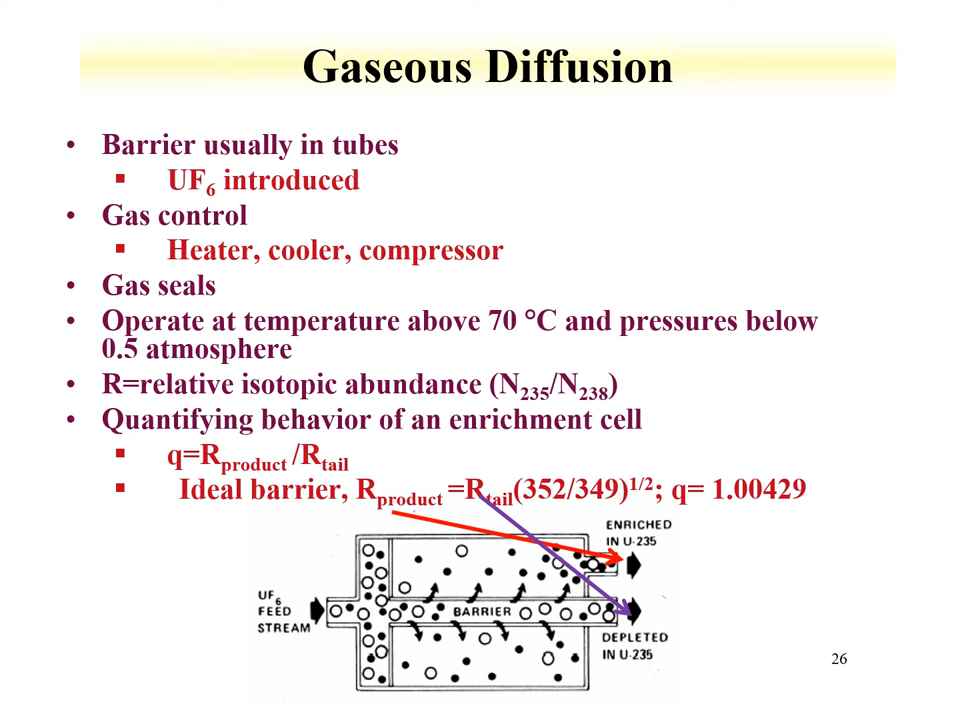 Gaseous Diffusion
• Barrier usually in tubes
▪ UF6 introduced
• Gas control
▪ Heater, cooler, compressor
• Gas seals
• Operate at temperature above 70 °C and pressures below
0.5 atmosphere
• R=relative isotopic abundance (N235/N238)
• Quantifying behavior of an enrichment cell
▪ q=Rproduct /Rtail
▪ Ideal barrier, Rproduct =Rtail(352/349)1/2; q= 1.00429
ENRICHED
IN U-235
UF6
FEED
STREAM
BARRIER
DEPLETED
IN U-235
26